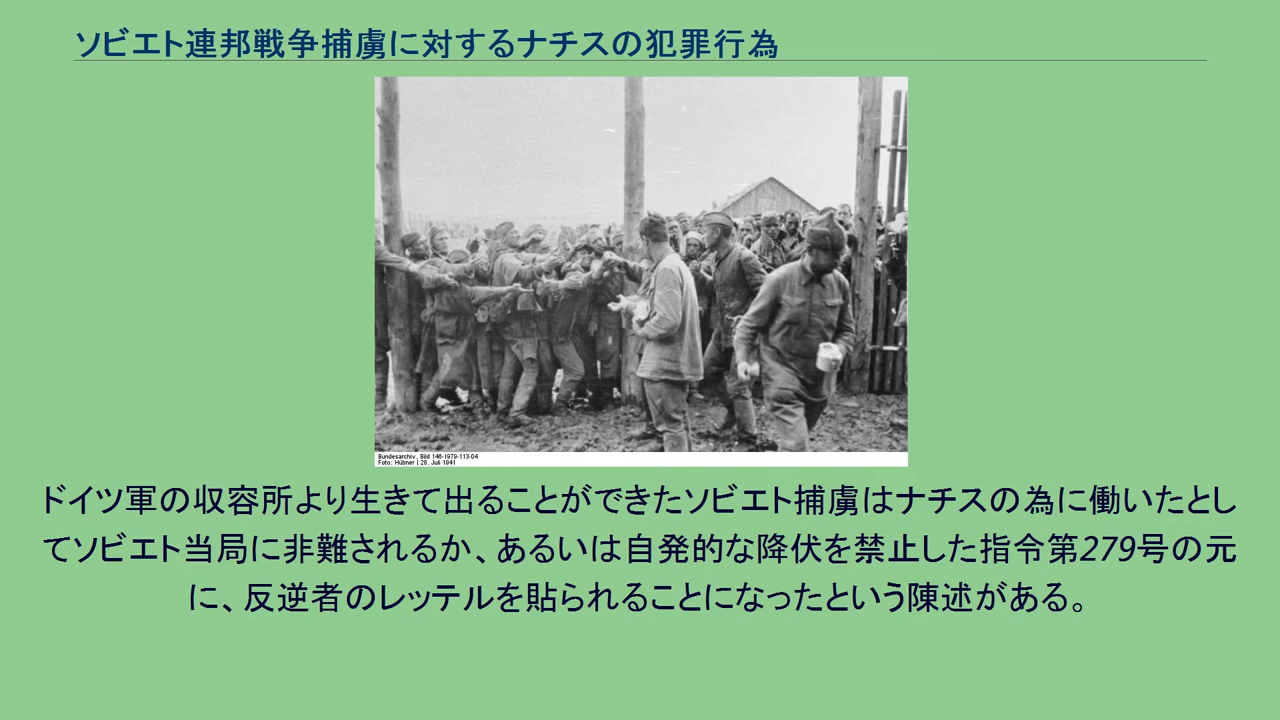 ソビエト連邦戦争捕虜に対するナチスの犯罪行為
Bundesarchiv, Bild 146-1979-113-04
Foto: Hübner | 28. Juli 1941
ドイツ軍の収容所より生きて出ることができたソビエト捕虜はナチスの為に働いたとし
てソビエト当局に非難されるか、あるいは自発的な降伏を禁止した指令第279号の元
に、反逆者のレッテルを貼られることになったという陳述がある。